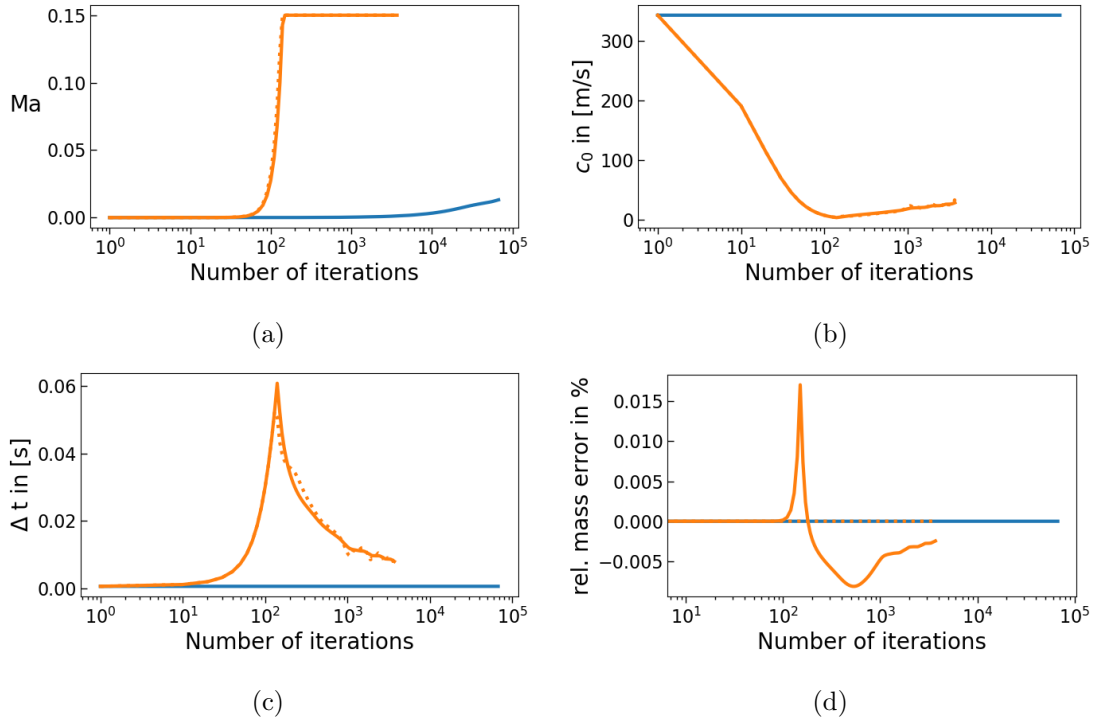 0.15
0.10
Ma
0.05
0.00
10^0 10^1 10^2 10^3 10^4 10^5
Number of iterations
(a)
300
200
100
0
c_0 in [m/s]
10^0 10^1 10^2 10^3 10^4 10^5
Number of iterations
(b)
0.06
0.04
0.02
0.00
Δ t in [s]
10^0 10^1 10^2 10^3 10^4 10^5
Number of iterations
(c)
0.015
0.010
0.005
0.000
−0.005
rel. mass error in %
10^1 10^2 10^3 10^4 10^5
Number of iterations
(d)